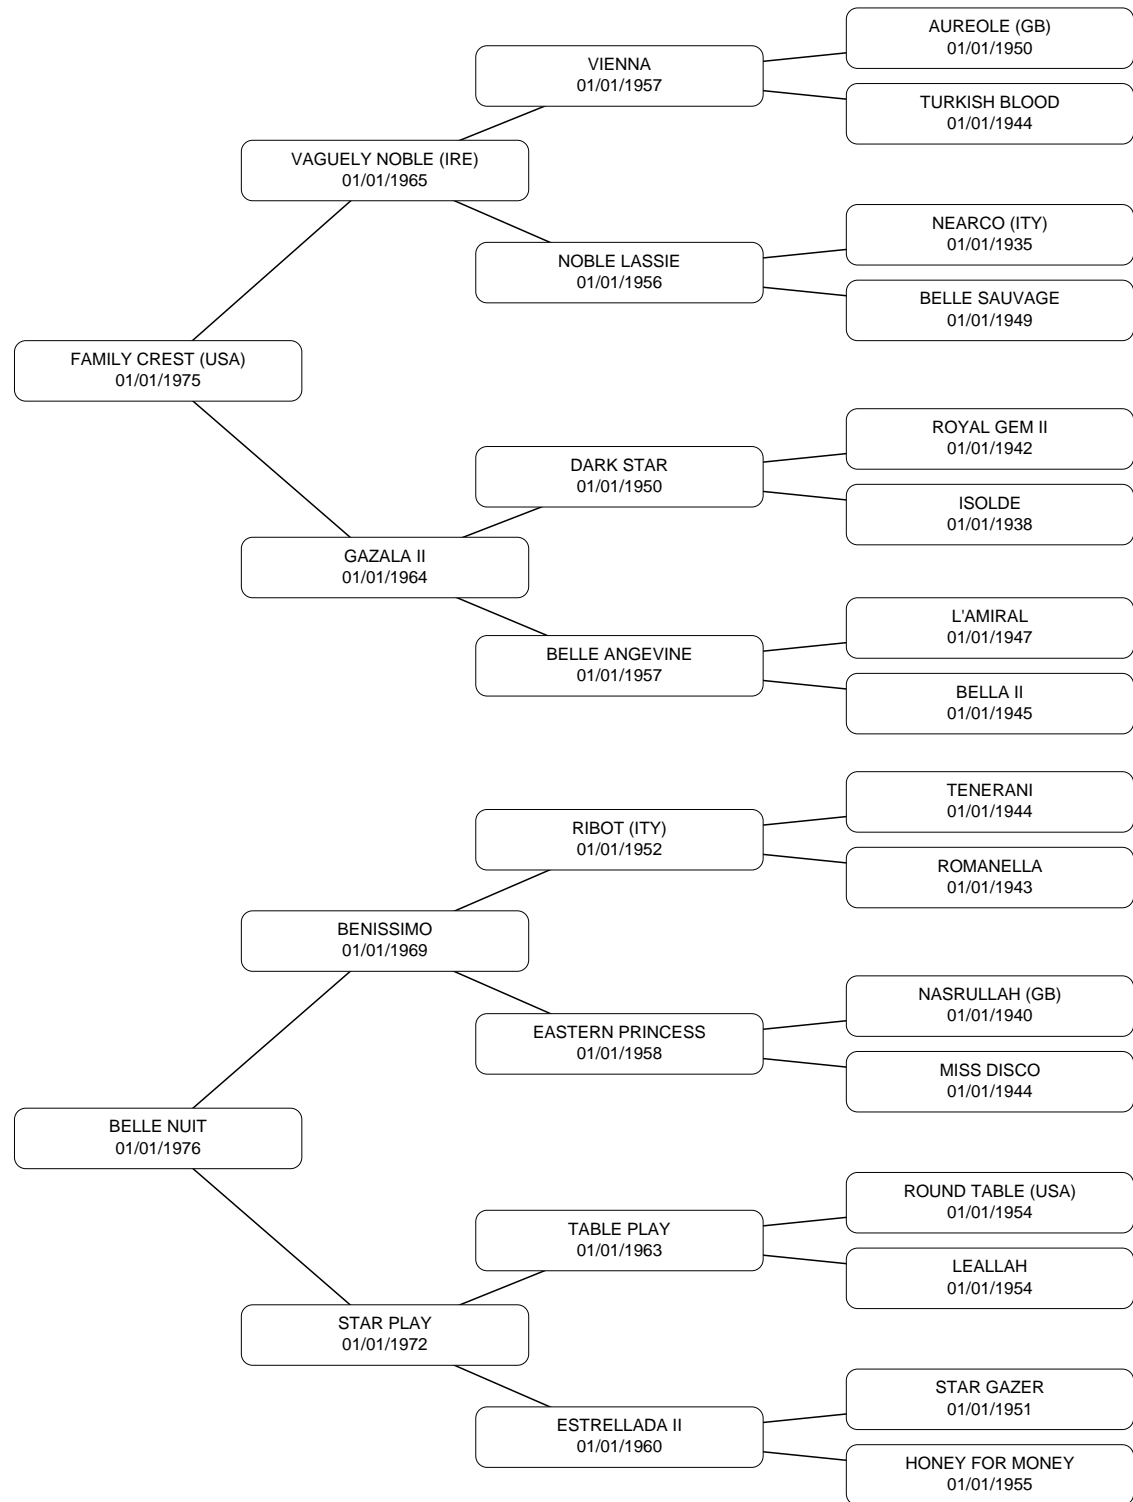 AUREOLE (GB)
01/01/1950
VIENNA
01/01/1957
TURKISH BLOOD
01/01/1944
VAGUELY NOBLE (IRE)
01/01/1965
NEARCO (ITY)
01/01/1935
NOBLE LASSIE
01/01/1956
BELLE SAUVAGE
01/01/1949
FAMILY CREST (USA)
01/01/1975
ROYAL GEM II
01/01/1942
DARK STAR
01/01/1950
ISOLDE
01/01/1938
GAZALA II
01/01/1964
L'AMIRAL
01/01/1947
BELLE ANGEVINE
01/01/1957
BELLA II
01/01/1945
TENERANI
01/01/1944
RIBOT (ITY)
01/01/1952
ROMANELLA
01/01/1943
BENISSIMO
01/01/1969
NASRULLAH (GB)
01/01/1940
EASTERN PRINCESS
01/01/1958
MISS DISCO
01/01/1944
BELLE NUIT
01/01/1976
ROUND TABLE (USA)
01/01/1954
TABLE PLAY
01/01/1963
LEALLAH
01/01/1954
STAR PLAY
01/01/1972
STAR GAZER
01/01/1951
ESTRELLADA II
01/01/1960
HONEY FOR MONEY
01/01/1955